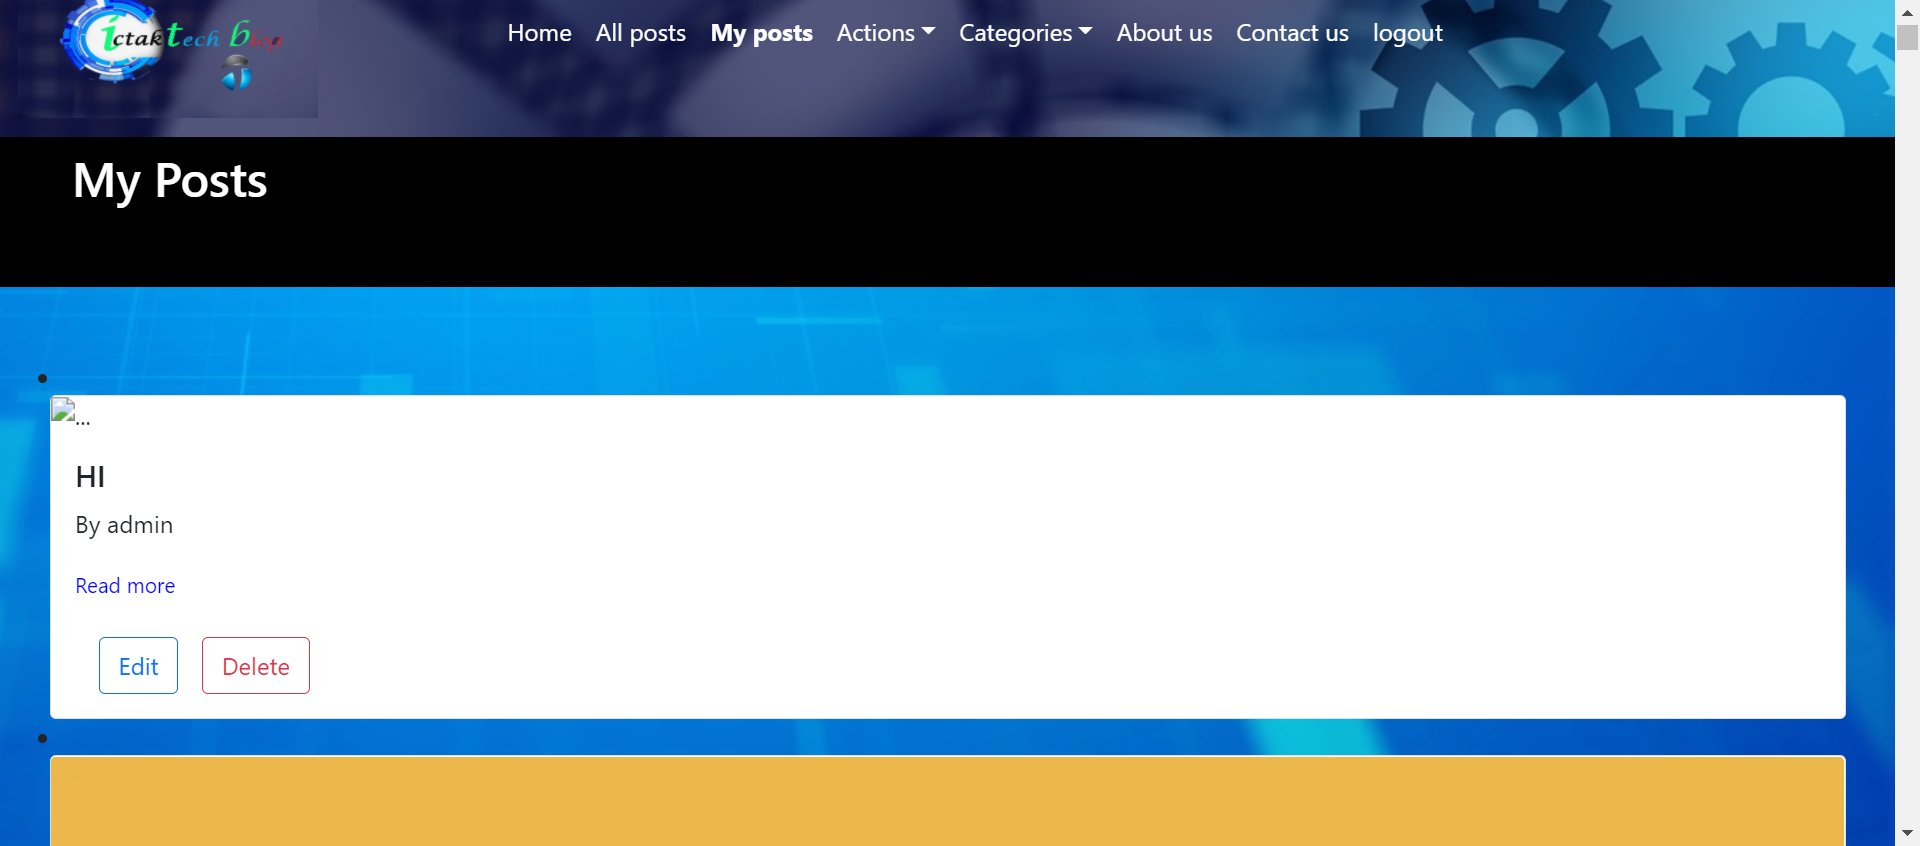 ictak tech blog
Home All posts My posts Actions Categories About us Contact us logout
My Posts
...
HI
By admin
Read more
Edit Delete